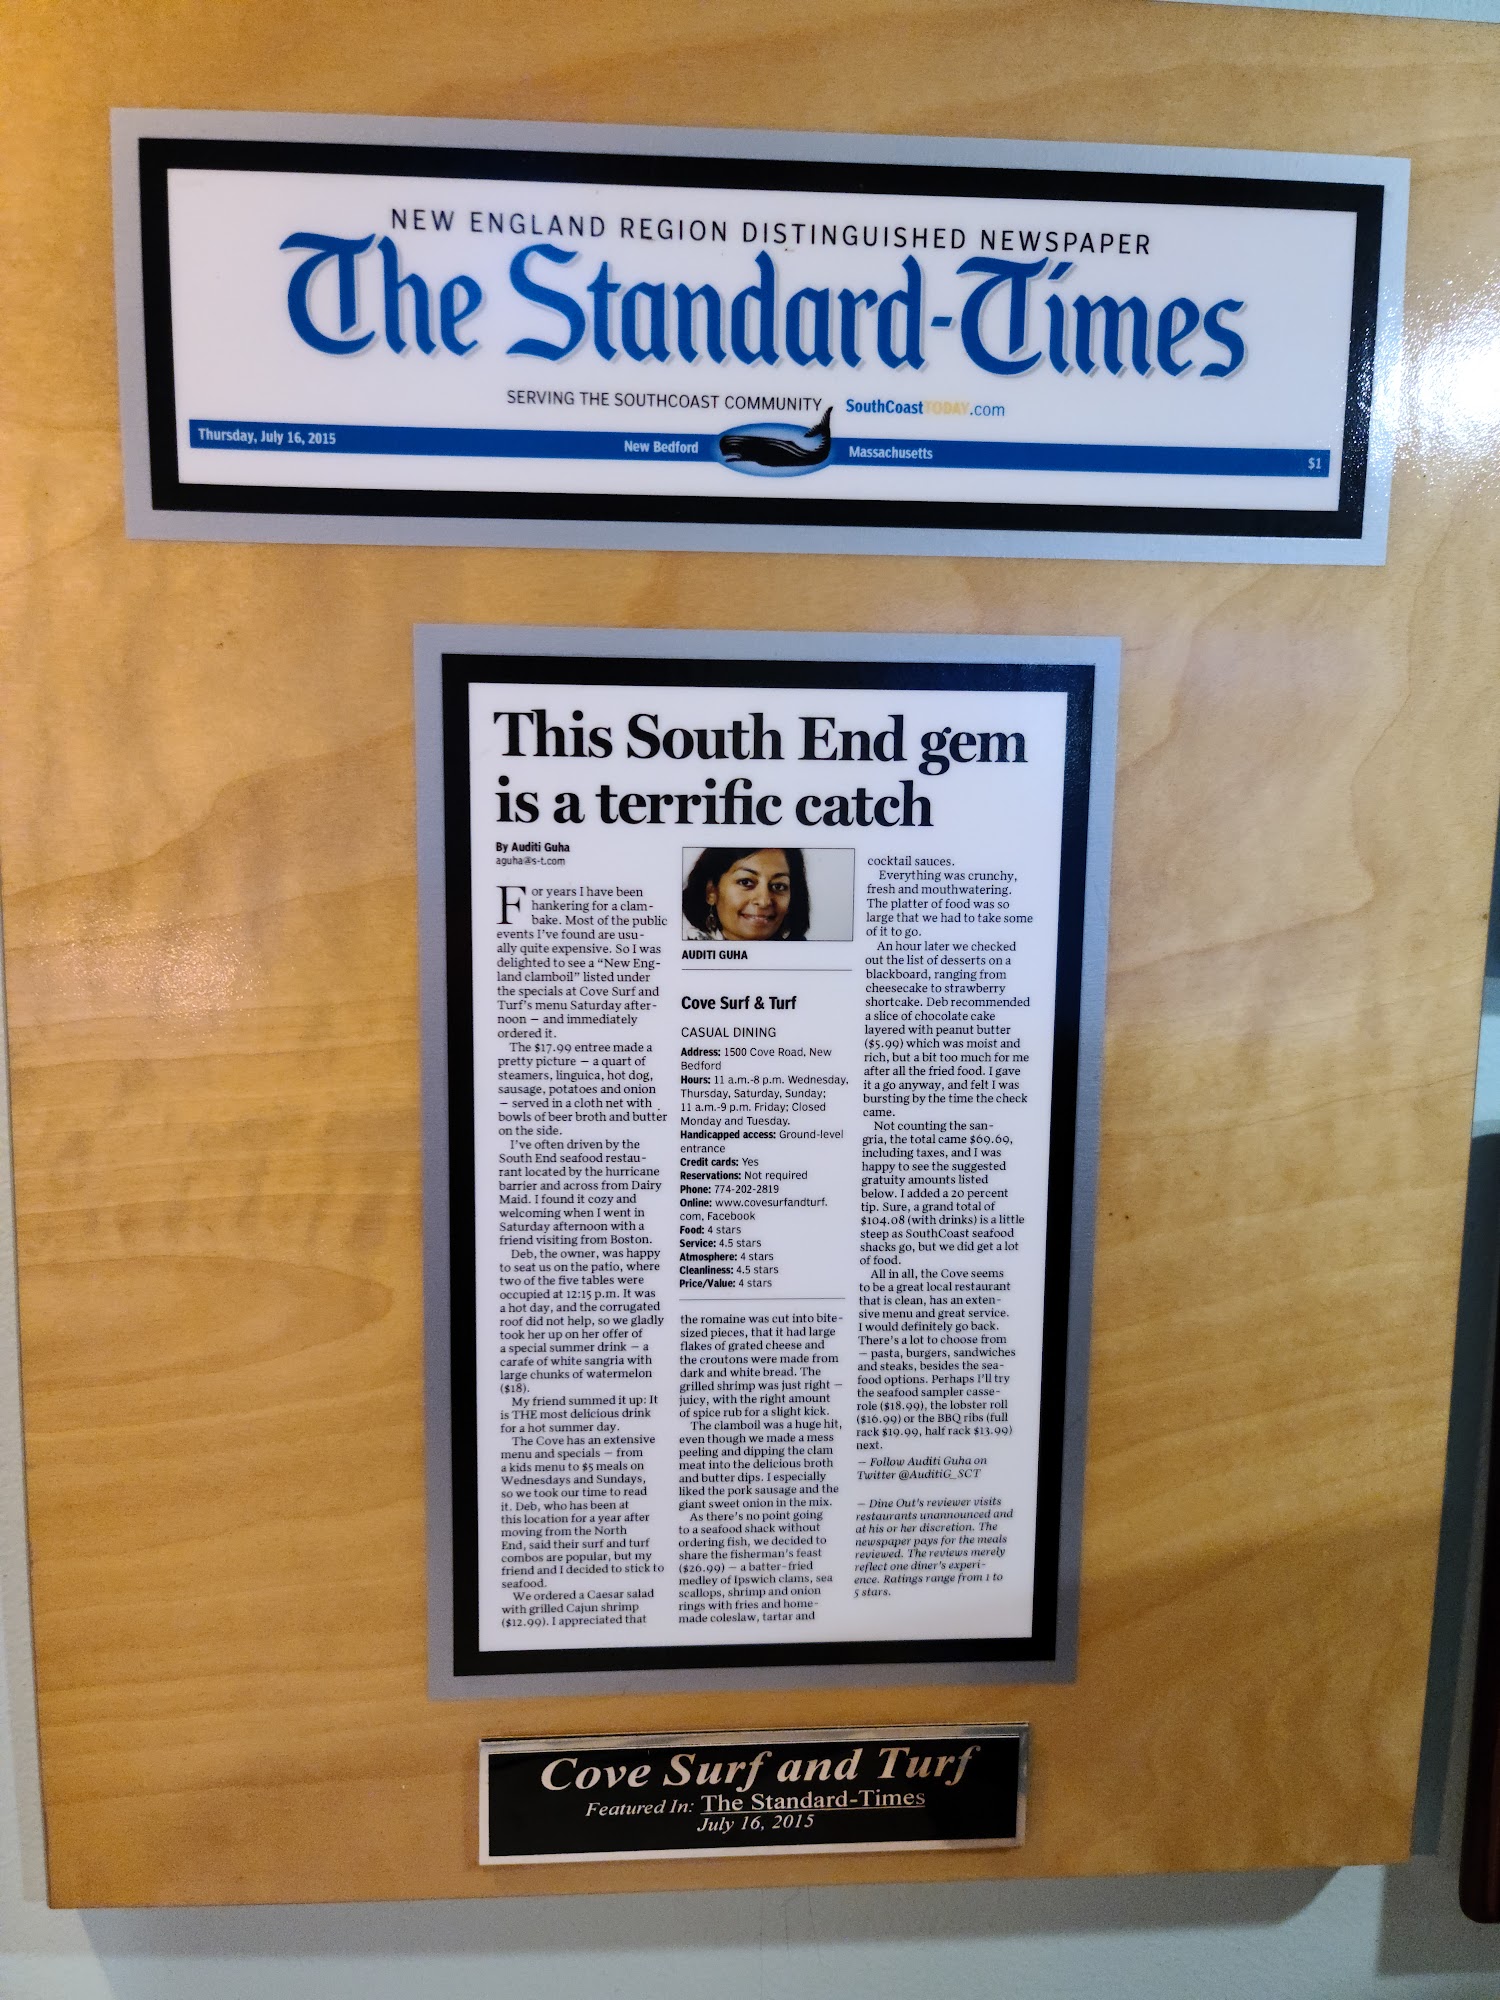 NEW ENGLAND REGION DISTINGUISHED NEWSPAPER
The Standard-Times
SERVING THE SOUTHCOAST COMMUNITY SouthCoastTODAY.com
Thursday, July 16, 2015 New Bedford Massachusetts $1
This South End gem
is a terrific catch
By Auditi Guha
aguha@s-t.com
For years I have been
hankering for a clam-
bake. Most of the public
events I've found are usu-
ally quite expensive. So I was
delighted to see a “New Eng-
land clamboil” listed under
the specials at Cove Surf and
Turf's menu Saturday after-
noon — and immediately
ordered it.
The $17.99 entree made a
pretty picture — a quart of
steamers, linguica, hot dog,
sausage, potatoes and onion
— served in a cloth net with
bowls of beer broth and butter
on the side.
I've often driven by the
South End seafood restau-
rant located by the hurricane
barrier and across from Dairy
Maid. I found it cozy and
welcoming when I went in
Saturday afternoon with a
friend visiting from Boston.
Deb, the owner, was happy
to seat us on the patio, where
two of the five tables were
occupied at 12:15 p.m. It was
a hot day, and the corrugated
roof did not help, so we gladly
took her up on her offer of
a special summer drink — a
carafe of white sangria with
large chunks of watermelon
($18).
My friend summed it up: It
is THE most delicious drink
for a hot summer day.
The Cove has an extensive
menu and specials — from
a kids menu to $5 meals on
Wednesdays and Sundays,
so we took our time to read
it. Deb, who has been at
this location for a year after
moving from the North
End, said their surf and turf
combos are popular, but my
friend and I decided to stick to
seafood.
We ordered a Caesar salad
with grilled Cajun shrimp
($12.99). I appreciated that
AUDITI GUHA
Cove Surf & Turf
CASUAL DINING
Address: 1500 Cove Road, New
Bedford
Hours: 11 a.m.-8 p.m. Wednesday,
Thursday, Saturday, Sunday;
11 a.m.-9 p.m. Friday; Closed
Monday and Tuesday.
Handicapped access: Ground-level
entrance
Credit cards: Yes
Reservations: Not required
Phone: 774-202-2819
Online: www.covesurfandturf.
com, Facebook
Food: 4 stars
Service: 4.5 stars
Atmosphere: 4 stars
Cleanliness: 4.5 stars
Price/Value: 4 stars
the romaine was cut into bite-
sized pieces, that it had large
flakes of grated cheese and
the croutons were made from
dark and white bread. The
grilled shrimp was just right —
juicy, with the right amount
of spice rub for a slight kick.
The clamboil was a huge hit,
even though we made a mess
peeling and dipping the clam
meat into the delicious broth
and butter dips. I especially
liked the pork sausage and the
giant sweet onion in the mix.
As there's no point going
to a seafood shack without
ordering fish, we decided to
share the fisherman's feast
($26.99) — a batter-fried
medley of Ipswich clams, sea
scallops, shrimp and onion
rings with fries and home-
made coleslaw, tartar and
cocktail sauces.
Everything was crunchy,
fresh and mouthwatering.
The platter of food was so
large that we had to take some
of it to go.
An hour later we checked
out the list of desserts on a
blackboard, ranging from
cheesecake to strawberry
shortcake. Deb recommended
a slice of chocolate cake
layered with peanut butter
($5.99) which was moist and
rich, but a bit too much for me
after all the fried food. I gave
it a go anyway, and felt I was
bursting by the time the check
came.
Not counting the san-
gria, the total came $69.69,
including taxes, and I was
happy to see the suggested
gratuity amounts listed
below. I added a 20 percent
tip. Sure, a grand total of
$104.08 (with drinks) is a little
steep as SouthCoast seafood
shacks go, but we did get a lot
of food.
All in all, the Cove seems
to be a great local restaurant
that is clean, has an exten-
sive menu and great service.
I would definitely go back.
There's a lot to choose from
— pasta, burgers, sandwiches
and steaks, besides the sea-
food options. Perhaps I'll try
the seafood sampler casse-
role ($18.99), the lobster roll
($16.99) or the BBQ ribs (full
rack $19.99, half rack $13.99)
next.
— Follow Auditi Guha on
Twitter @AuditiG_SCT
— Dine Out's reviewer visits
restaurants unannounced and
at his or her discretion. The
newspaper pays for the meals
reviewed. The reviews merely
reflect one diner's experi-
ence. Ratings range from 1 to
5 stars.
Cove Surf and Turf
Featured In: The Standard-Times
July 16, 2015